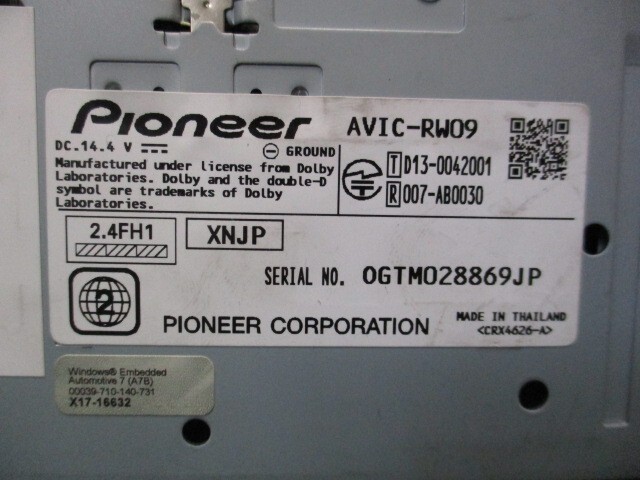 Pioneer AVIC-RW09
DC.14.4 V GROUND
Manufactured under license from Dolby
Laboratories. Dolby and the double-D
symbol are trademarks of Dolby
Laboratories.
T D13-0042001
R 007-AB0030
2.4FH1 XNJP
SERIAL NO. OGTM028869JP
2
PIONEER CORPORATION
MADE IN THAILAND
<CRX4626-A>
Windows® Embedded
Automotive 7 (A7B)
00039-710-140-731
X17-16632